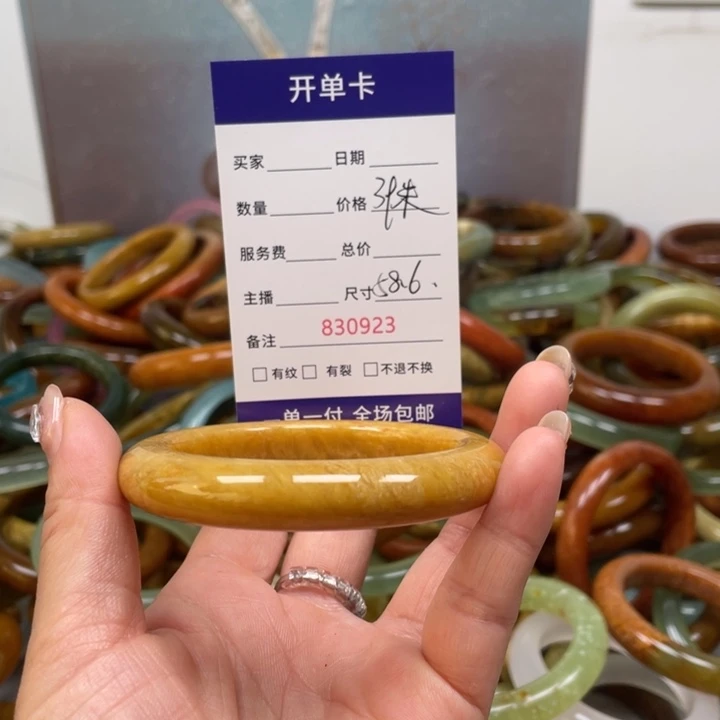 开单卡
买家 日期
数量 价格
服务费 总价
主播 尺寸 58.6
备注 830923
□有纹 □有裂 □不退不换
单一付 全场包邮